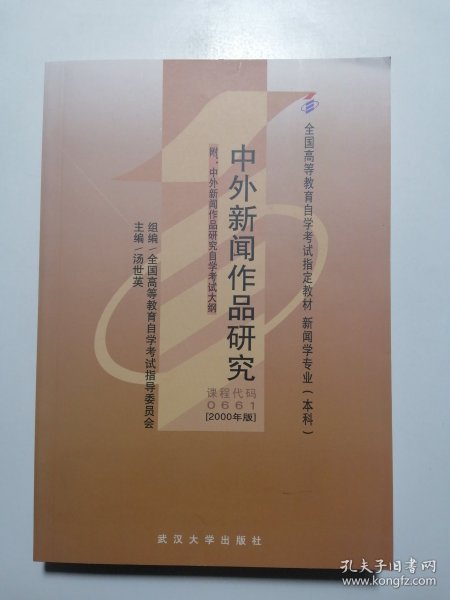 全国高等教育自学考试指定教材 新闻学专业(本科)
中外新闻作品研究
课程代码
0661
[2000年版]
附:中外新闻作品研究自学考试大纲
组编/全国高等教育自学考试指导委员会
主编/汤世英
武汉大学出版社
孔夫子旧书网
www.kongfz.com